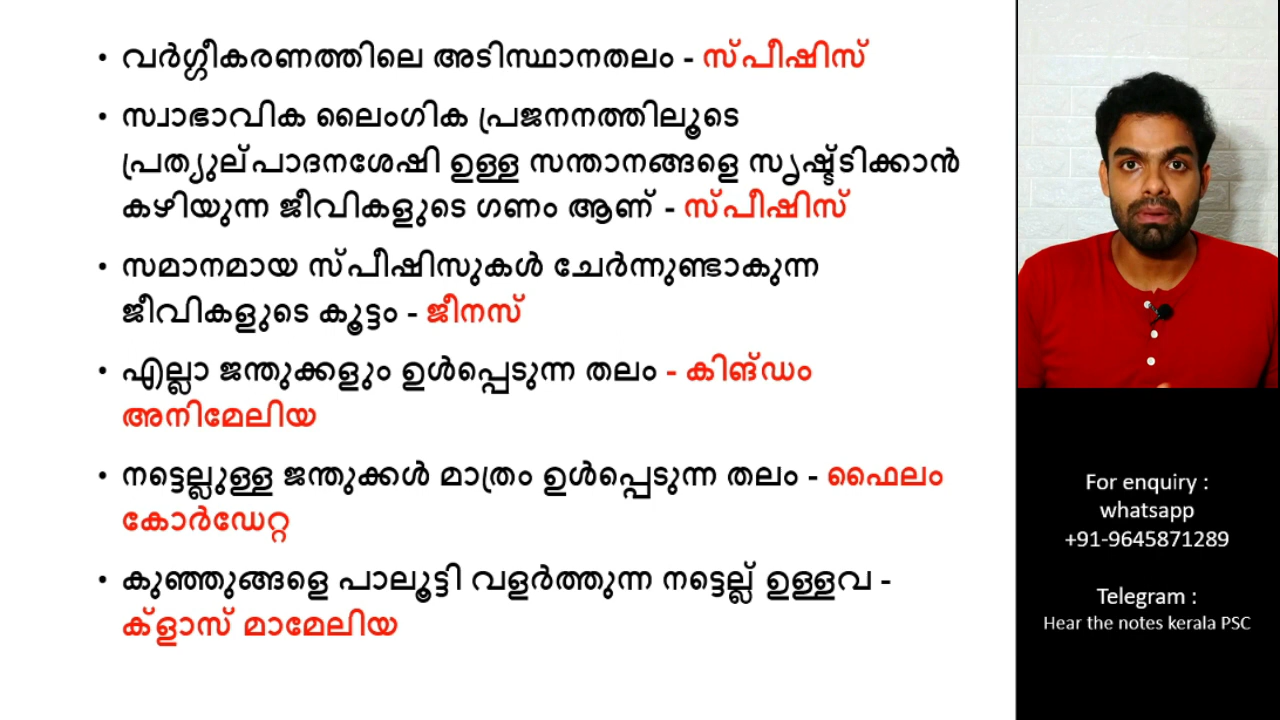 • വർഗ്ഗീകരണത്തിലെ അടിസ്ഥാനതലം - സ്പീഷിസ്
• സ്വാഭാവിക ലൈംഗിക പ്രജനനത്തിലൂടെ
പ്രത്യുല്പാദനശേഷി ഉള്ള സന്താനങ്ങളെ സൃഷ്ട്ടിക്കാൻ
കഴിയുന്ന ജീവികളുടെ ഗണം ആണ് - സ്പീഷിസ്
• സമാനമായ സ്പീഷിസുകൾ ചേർന്നുണ്ടാകുന്ന
ജീവികളുടെ കൂട്ടം - ജീനസ്
• എല്ലാ ജന്തുക്കളും ഉൾപ്പെടുന്ന തലം - കിങ്ഡം
അനിമേലിയ
• നട്ടെല്ലുള്ള ജന്തുക്കൾ മാത്രം ഉൾപ്പെടുന്ന തലം - ഫൈലം
കോർഡേറ്റ
• കുഞ്ഞുങ്ങളെ പാലൂട്ടി വളർത്തുന്ന നട്ടെല്ല് ഉള്ളവ -
ക്ളാസ് മാമേലിയ
For enquiry :
whatsapp
+91-9645871289
Telegram :
Hear the notes kerala PSC